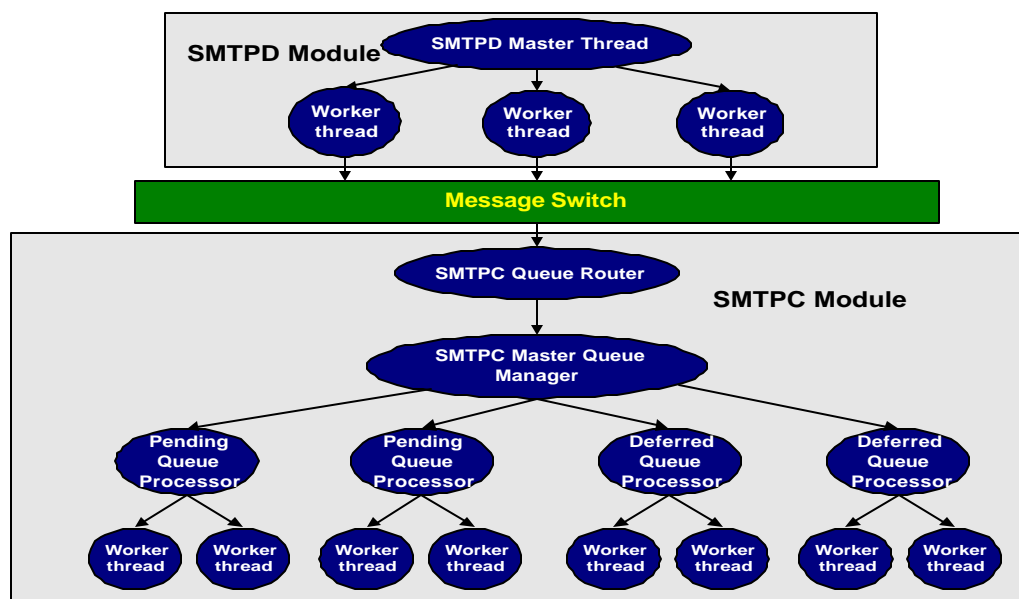 SMTPD Module
SMTPD Master Thread
Worker
thread
Worker
thread
Worker
thread
Message Switch
SMTPC Queue Router
SMTPC Module
SMTPC Master Queue
Manager
Pending
Queue
Processor
Pending
Queue
Processor
Deferred
Queue
Processor
Deferred
Queue
Processor
Worker
thread
Worker
thread
Worker
thread
Worker
thread
Worker
thread
Worker
thread
Worker
thread
Worker
thread